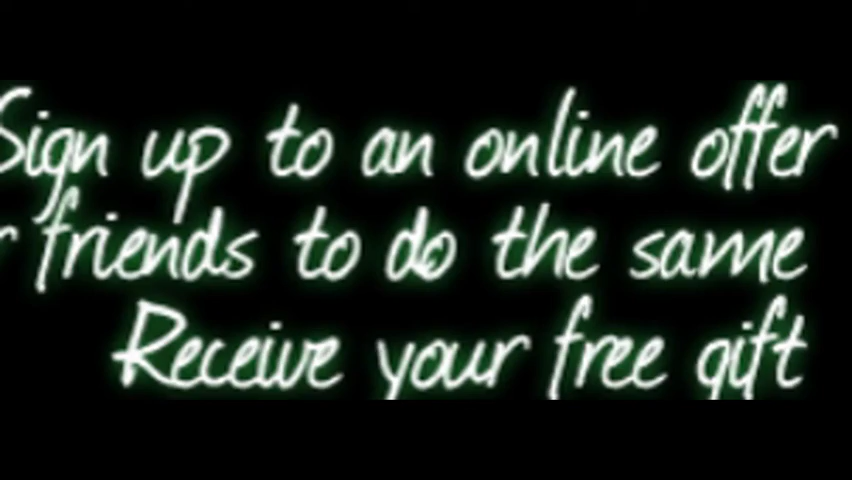 Sign up to an online offer
friends to do the same
Receive your free gift